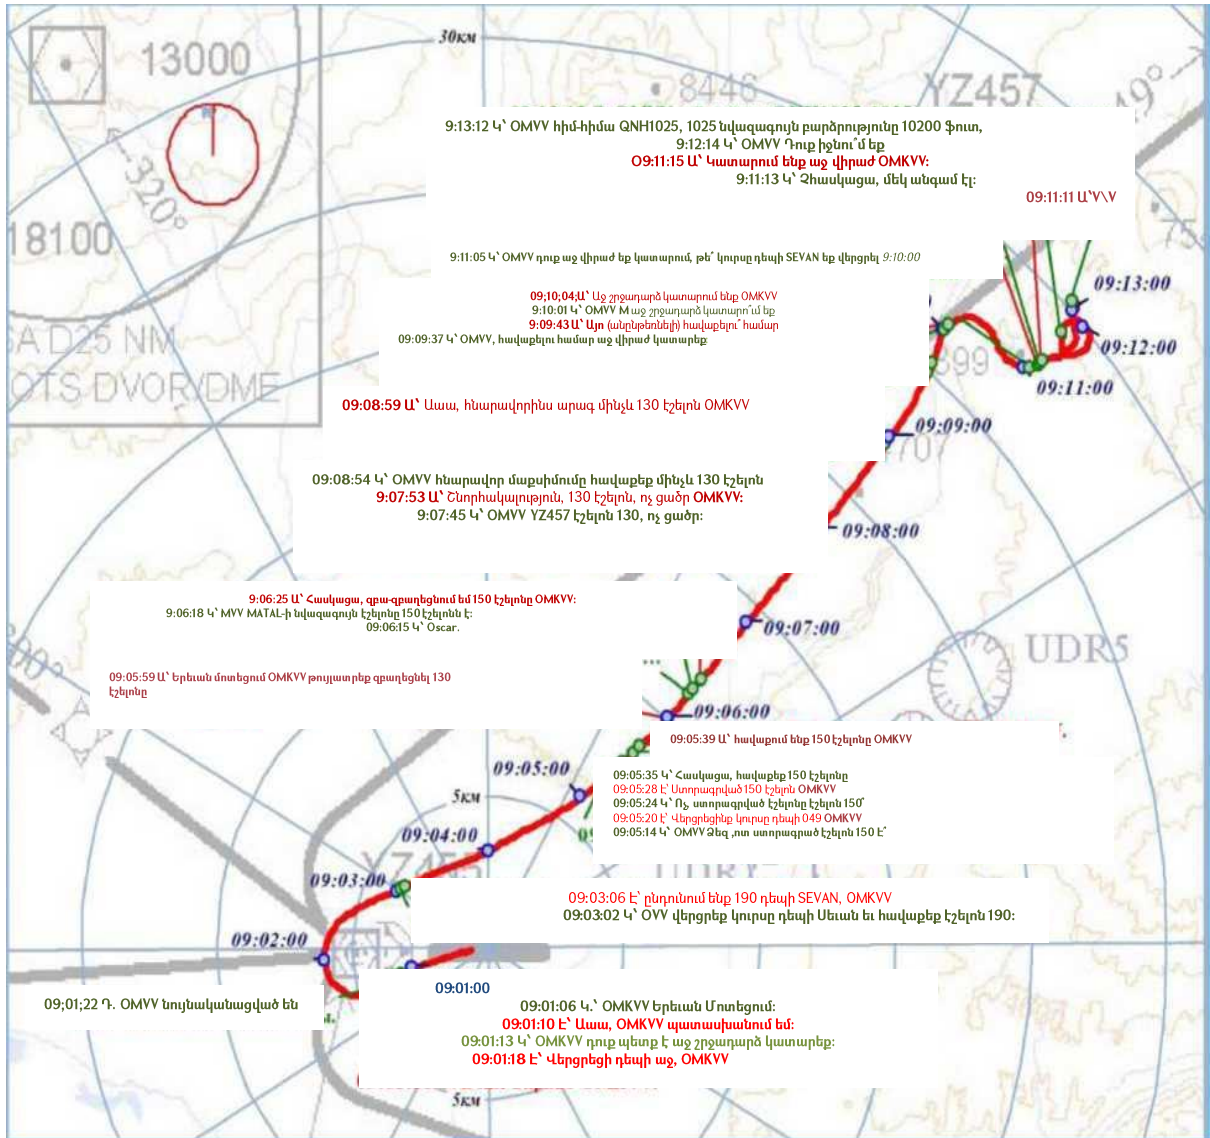 30км
13000
8446
YZ457
49°
320°
18100
9:13:12 Կ՝ OMVV հիմ-հիմա QNH1025, 1025 նվազագույն բարձրությունը 10200 ֆուտ,
9:12:14 Կ՝ OMVV Դուք իջնու՞մ եք
Օ9:11:15 Ա՝ Կատարում ենք աջ վիրաժ OMKVV:
9:11:13 Կ՝ Չհասկացա, մեկ անգամ էլ:
09:11:11 Ա՝V\V
9:11:05 Կ՝ OMVV դուք աջ վիրաժ եք կատարում, թե՞ կուրսը դեպի SEVAN եք վերցրել 9:10:00
09:13:00
09;10;04;Ա՝ Աջ շրջադարձ կատարում ենք OMKVV
9:10:01 Կ՝ OMVV M աջ շրջադարձ կատարո՞ւմ եք
9:09:43 Ա՝ Այո (անընթեռնելի) հավաքելու՞ համար
09:09:37 Կ՝ OMVV, հավաքելու համար աջ վիրաժ կատարեք
A D25 NM
OTS DVOR/DME
899
09:12:00
09:11:00
09:08:59 Ա՝ Աաա, հնարավորինս արագ մինչև 130 էշելոն OMKVV
09:09:00
707
09:08:54 Կ՝ OMVV հնարավոր մաքսիմումը հավաքեք մինչև 130 էշելոն
9:07:53 Ա՝ Շնորհակալություն, 130 էշելոն, ոչ ցածր OMKVV:
9:07:45 Կ՝ OMVV YZ457 էշելոն 130, ոչ ցածր:
09:08:00
9:06:25 Ա՝ Հասկացա, զբա-զբաղեցնում եմ 150 էշելոնը OMKVV:
9:06:18 Կ՝ MVV MATAL-ի նվազագույն էշելոնը 150 էշելոնն է:
09:06:15 Կ՝ Oscar.
09:07:00
UDR5
09:05:59 Ա՝ Երեւան մոտեցում OMKVV թույլատրեք զբաղեցնել 130
էշելոնը
09:06:00
09:05:39 Ա՝ հավաքում ենք 150 էշելոնը OMKVV
09:05:00
09:05:35 Կ՝ Հասկացա, հավաքեք 150 էշելոնը
09:05:28 Է՝ Ստորագրված 150 էշելոն OMKVV
09:05:24 Կ՝ Ոչ, ստորագրված էշելոնը էշելոն 150՞
09:05:20 է՝ Վերցրեցինք կուրսը դեպի 049 OMKVV
09:05:14 Կ՝ OMVV Ձեզ ,ոտ ստորագրած էշելոն 150 Է՞
5км
09:04:00
YZ455
09:03:00
09:03:06 Է՝ ընդունում ենք 190 դեպի SEVAN, OMKVV
09:03:02 Կ՝ OVV վերցրեք կուրսը դեպի Սեւան եւ հավաքեք էշելոն 190:
09:02:00
09:01:00
09;01;22 Դ. OMVV նույնականացված են
09:01:06 Կ.՝ OMKVV Երեւան Մոտեցում:
09:01:10 Է՝ Աաա, OMKVV պատասխանում եմ:
09:01:13 Կ՝ OMKVV դուք պետք է աջ շրջադարձ կատարեք:
09:01:18 Է՝ Վերցրեցի դեպի աջ, OMKVV
5км